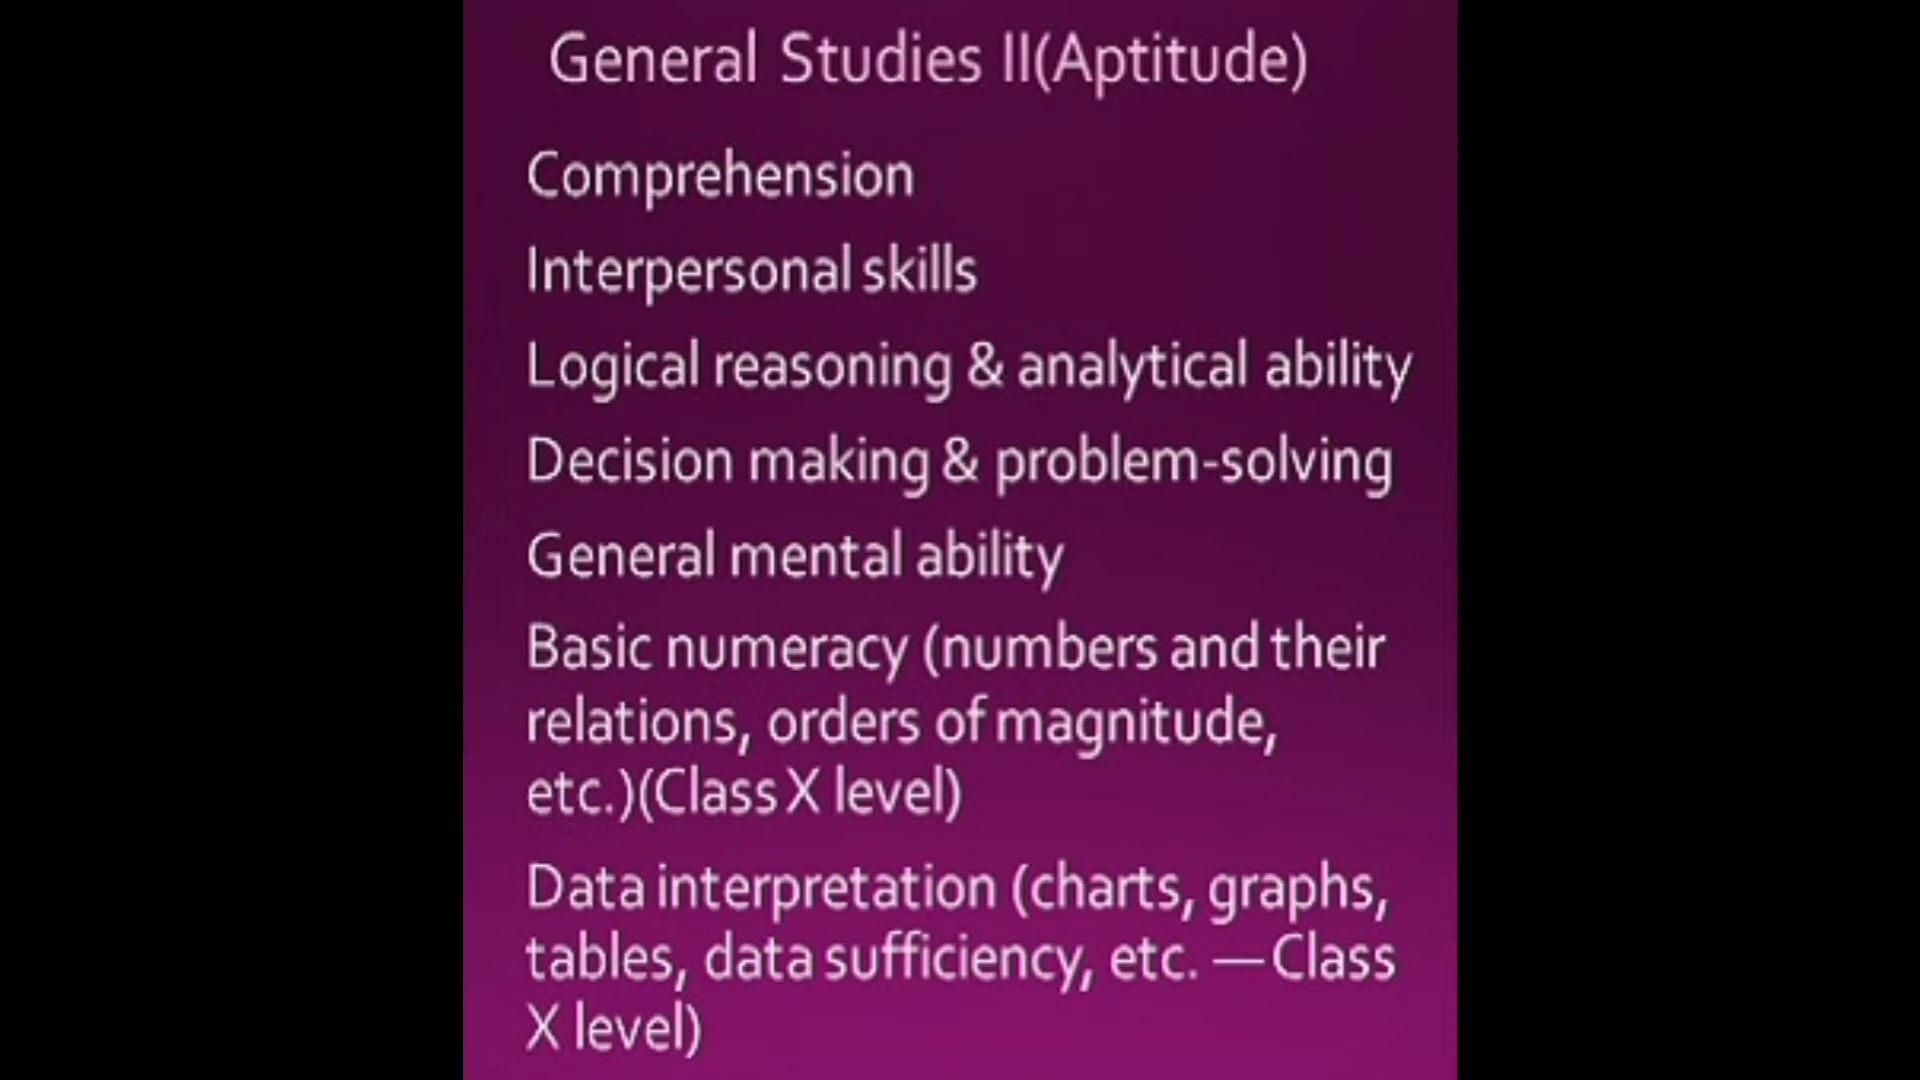 General Studies II(Aptitude)
Comprehension
Interpersonal skills
Logical reasoning & analytical ability
Decision making & problem-solving
General mental ability
Basic numeracy (numbers and their
relations, orders of magnitude,
etc.)(Class X level)
Data interpretation (charts, graphs,
tables, data sufficiency, etc. —Class
X level)